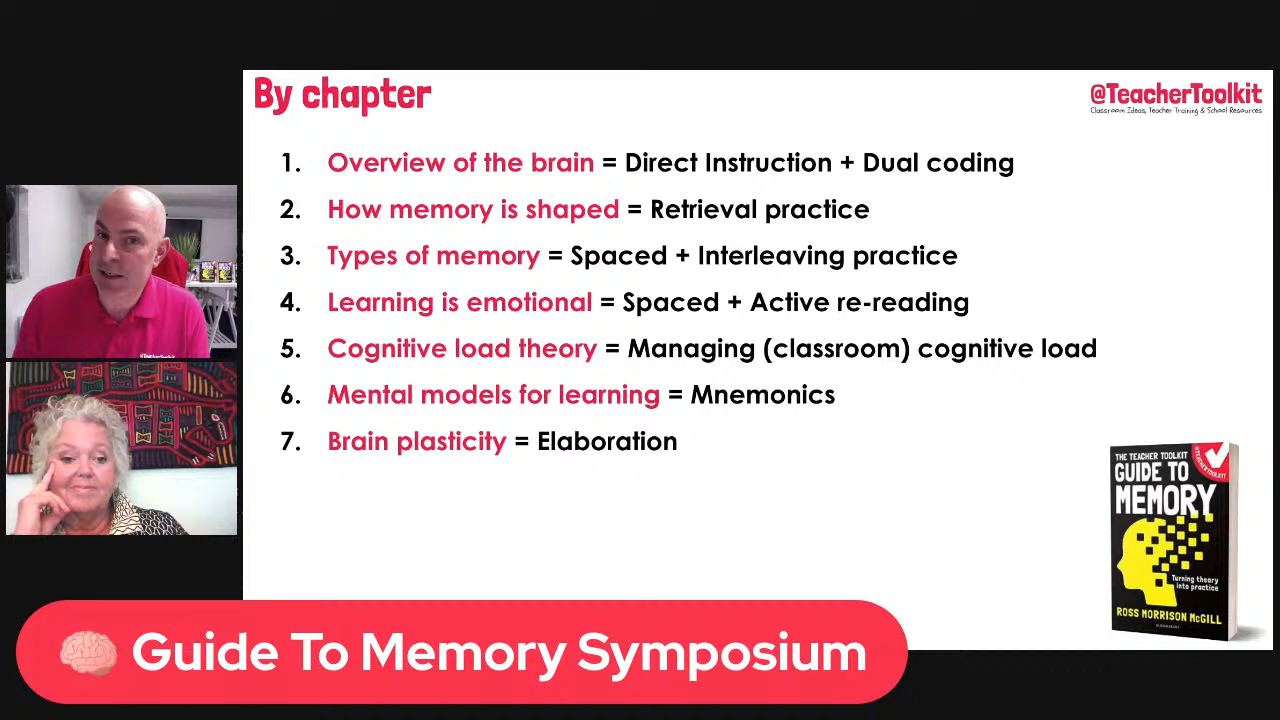 By chapter
@TeacherToolkit
Classroom Ideas, Teacher Training & School Resources
1. Overview of the brain = Direct Instruction + Dual coding
2. How memory is shaped = Retrieval practice
3. Types of memory = Spaced + Interleaving practice
4. Learning is emotional = Spaced + Active re-reading
5. Cognitive load theory = Managing (classroom) cognitive load
6. Mental models for learning = Mnemonics
7. Brain plasticity = Elaboration
THE TEACHER TOOLKIT
GUIDE TO
MEMORY
@TEACHERTOOLKIT
Turning theory
into practice
ROSS MORRISON McGILL
BLOOMSBURY
Guide To Memory Symposium